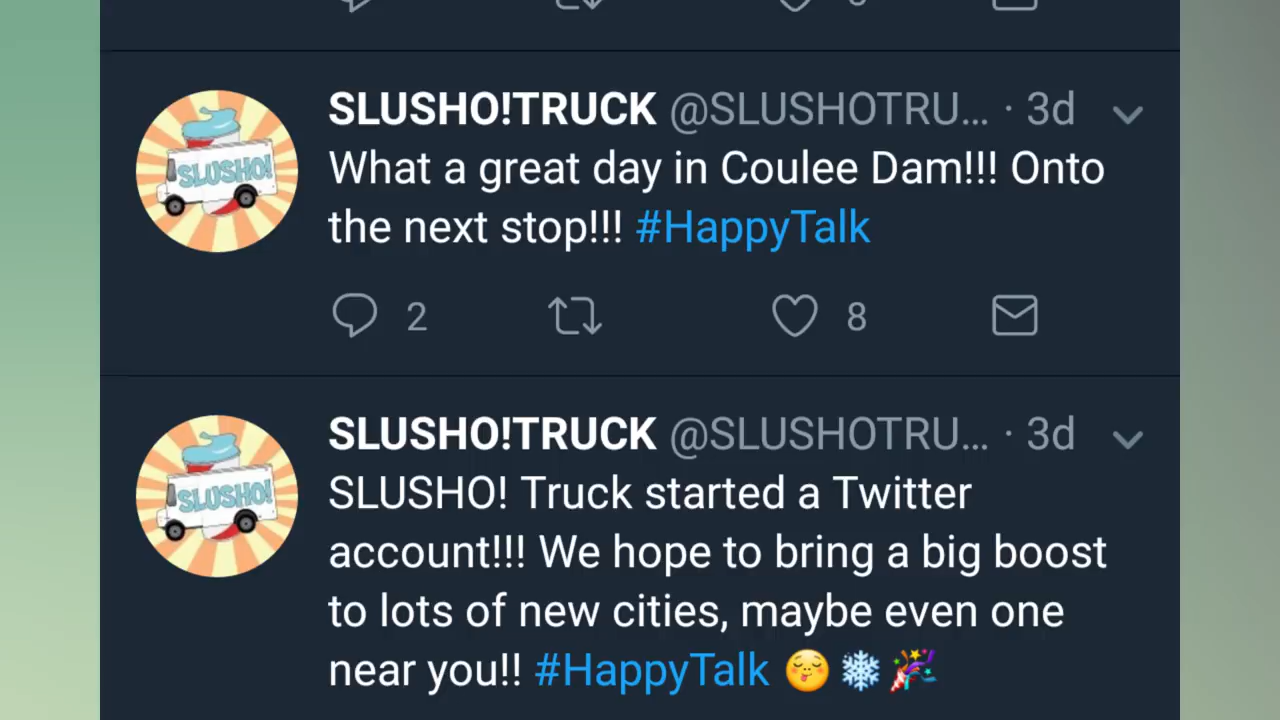 SLUSHO!TRUCK @SLUSHOTRU... · 3d
SLUSHO!
What a great day in Coulee Dam!!! Onto
the next stop!!! #HappyTalk
2 8
SLUSHO!TRUCK @SLUSHOTRU... · 3d
SLUSHO!
SLUSHO! Truck started a Twitter
account!!! We hope to bring a big boost
to lots of new cities, maybe even one
near you!! #HappyTalk 😋❄️🎉